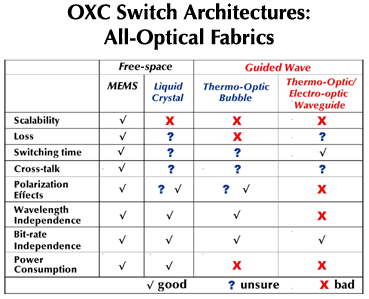 OXC Switch Architectures:
All-Optical Fabrics
Free-space Guided Wave
MEMS Liquid Crystal Thermo-Optic Bubble Thermo-Optic/ Electro-optic Waveguide
Scalability √ X X X
Loss √ ? X ?
Switching time √ ? ? √
Cross-talk √ ? ? ?
Polarization Effects √ ? √ ? √ X
Wavelength Independence √ √ √ X
Bit-rate Independence √ √ √ √
Power Consumption √ √ X X
√ good ? unsure X bad